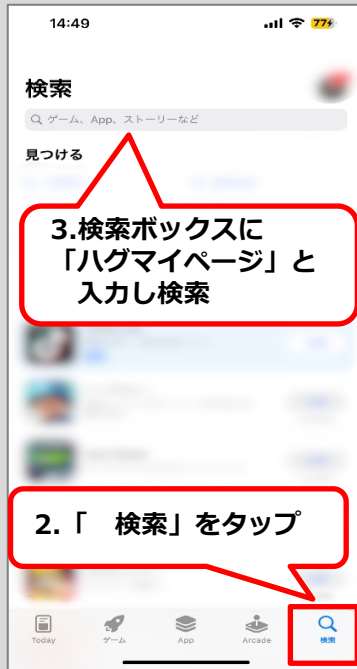 14:49
77
検索
ゲーム、App、ストーリーなど
見つける
3.検索ボックスに
「ハグマイページ」と
入力し検索
2.「　検索」をタップ
Today
ゲーム
App
Arcade
検索